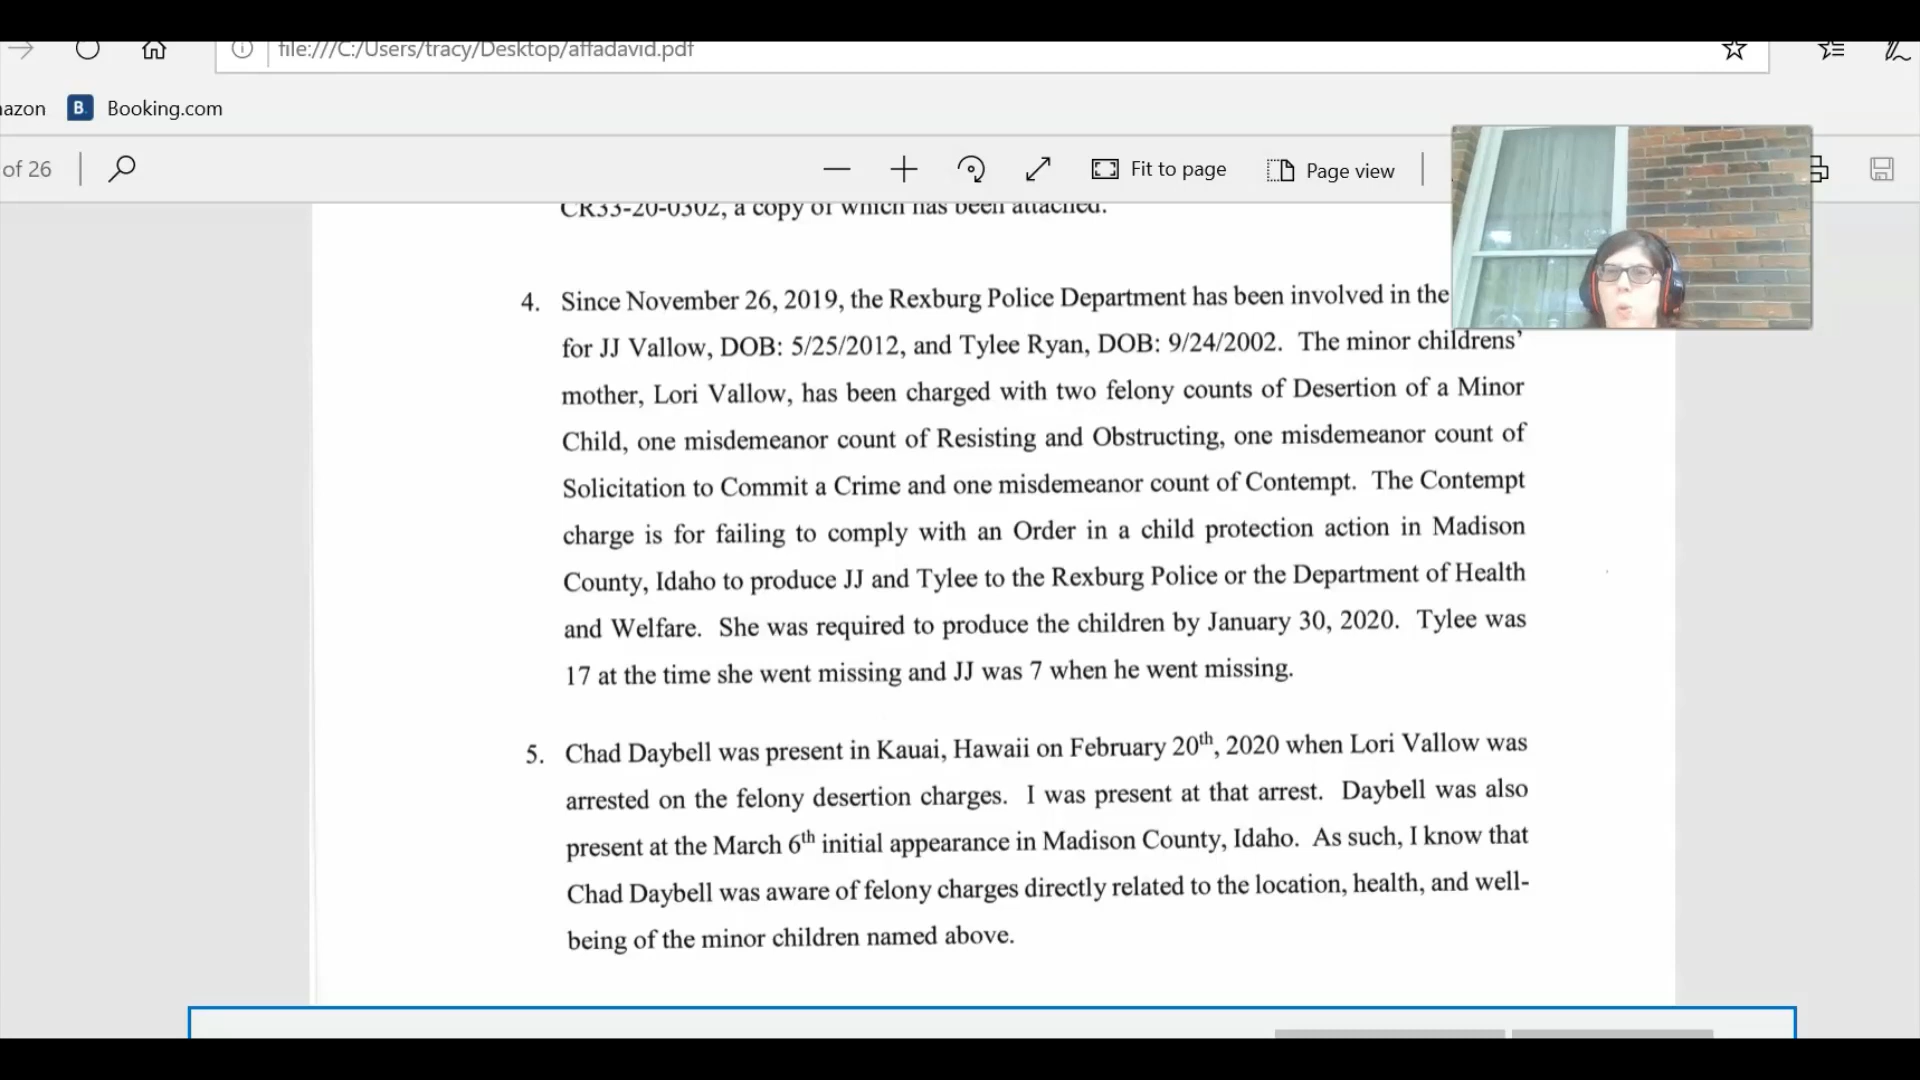 file:///C:/Users/tracy/Desktop/affadavid.pdf
azon B. Booking.com
of 26 Fit to page Page view
CR33-20-0302, a copy of which has been attached.
4. Since November 26, 2019, the Rexburg Police Department has been involved in the
for JJ Vallow, DOB: 5/25/2012, and Tylee Ryan, DOB: 9/24/2002. The minor childrens’
mother, Lori Vallow, has been charged with two felony counts of Desertion of a Minor
Child, one misdemeanor count of Resisting and Obstructing, one misdemeanor count of
Solicitation to Commit a Crime and one misdemeanor count of Contempt. The Contempt
charge is for failing to comply with an Order in a child protection action in Madison
County, Idaho to produce JJ and Tylee to the Rexburg Police or the Department of Health
and Welfare. She was required to produce the children by January 30, 2020. Tylee was
17 at the time she went missing and JJ was 7 when he went missing.
5. Chad Daybell was present in Kauai, Hawaii on February 20th, 2020 when Lori Vallow was
arrested on the felony desertion charges. I was present at that arrest. Daybell was also
present at the March 6th initial appearance in Madison County, Idaho. As such, I know that
Chad Daybell was aware of felony charges directly related to the location, health, and well-
being of the minor children named above.